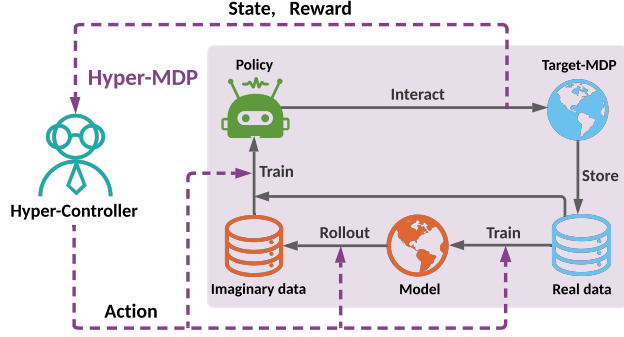 State, Reward
Hyper-MDP
Policy
Target-MDP
Interact
Train
Store
Hyper-Controller
Rollout
Train
Imaginary data
Model
Real data
Action